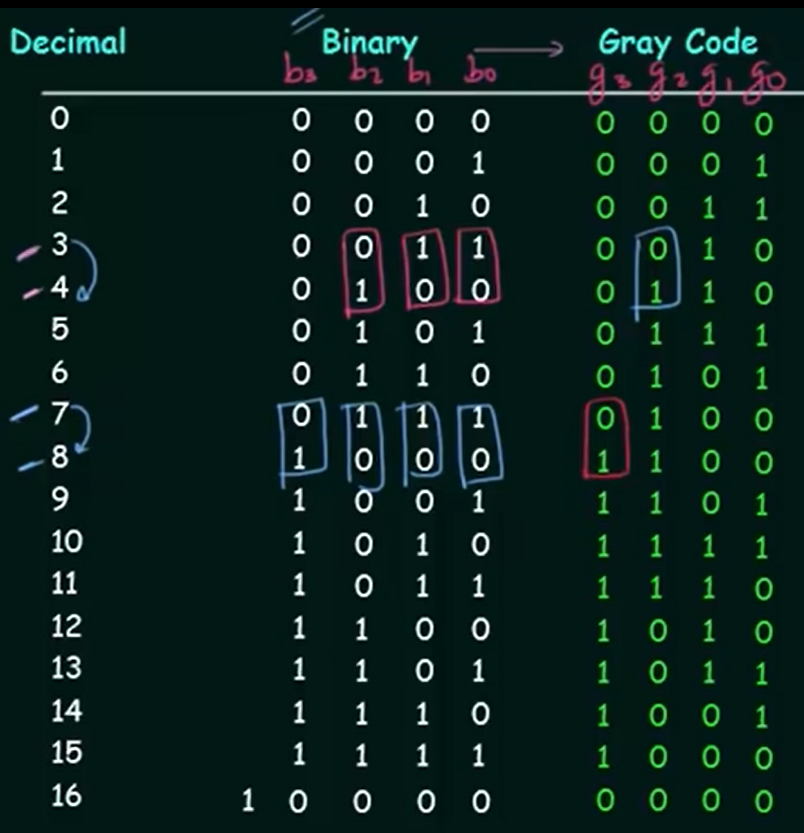 Decimal Binary Gray Code
b3 b2 b1 b0 g3 g2 g1 g0
0 0 0 0 0 0 0 0 0
1 0 0 0 1 0 0 0 1
2 0 0 1 0 0 0 1 1
3 0 0 1 1 0 0 1 0
4 0 1 0 0 0 1 1 0
5 0 1 0 1 0 1 1 1
6 0 1 1 0 0 1 0 1
7 0 1 1 1 0 1 0 0
8 1 0 0 0 1 1 0 0
9 1 0 0 1 1 1 0 1
10 1 0 1 0 1 1 1 1
11 1 0 1 1 1 1 1 0
12 1 1 0 0 1 0 1 0
13 1 1 0 1 1 0 1 1
14 1 1 1 0 1 0 0 1
15 1 1 1 1 1 0 0 0
16 1 0 0 0 0 0 0 0 0